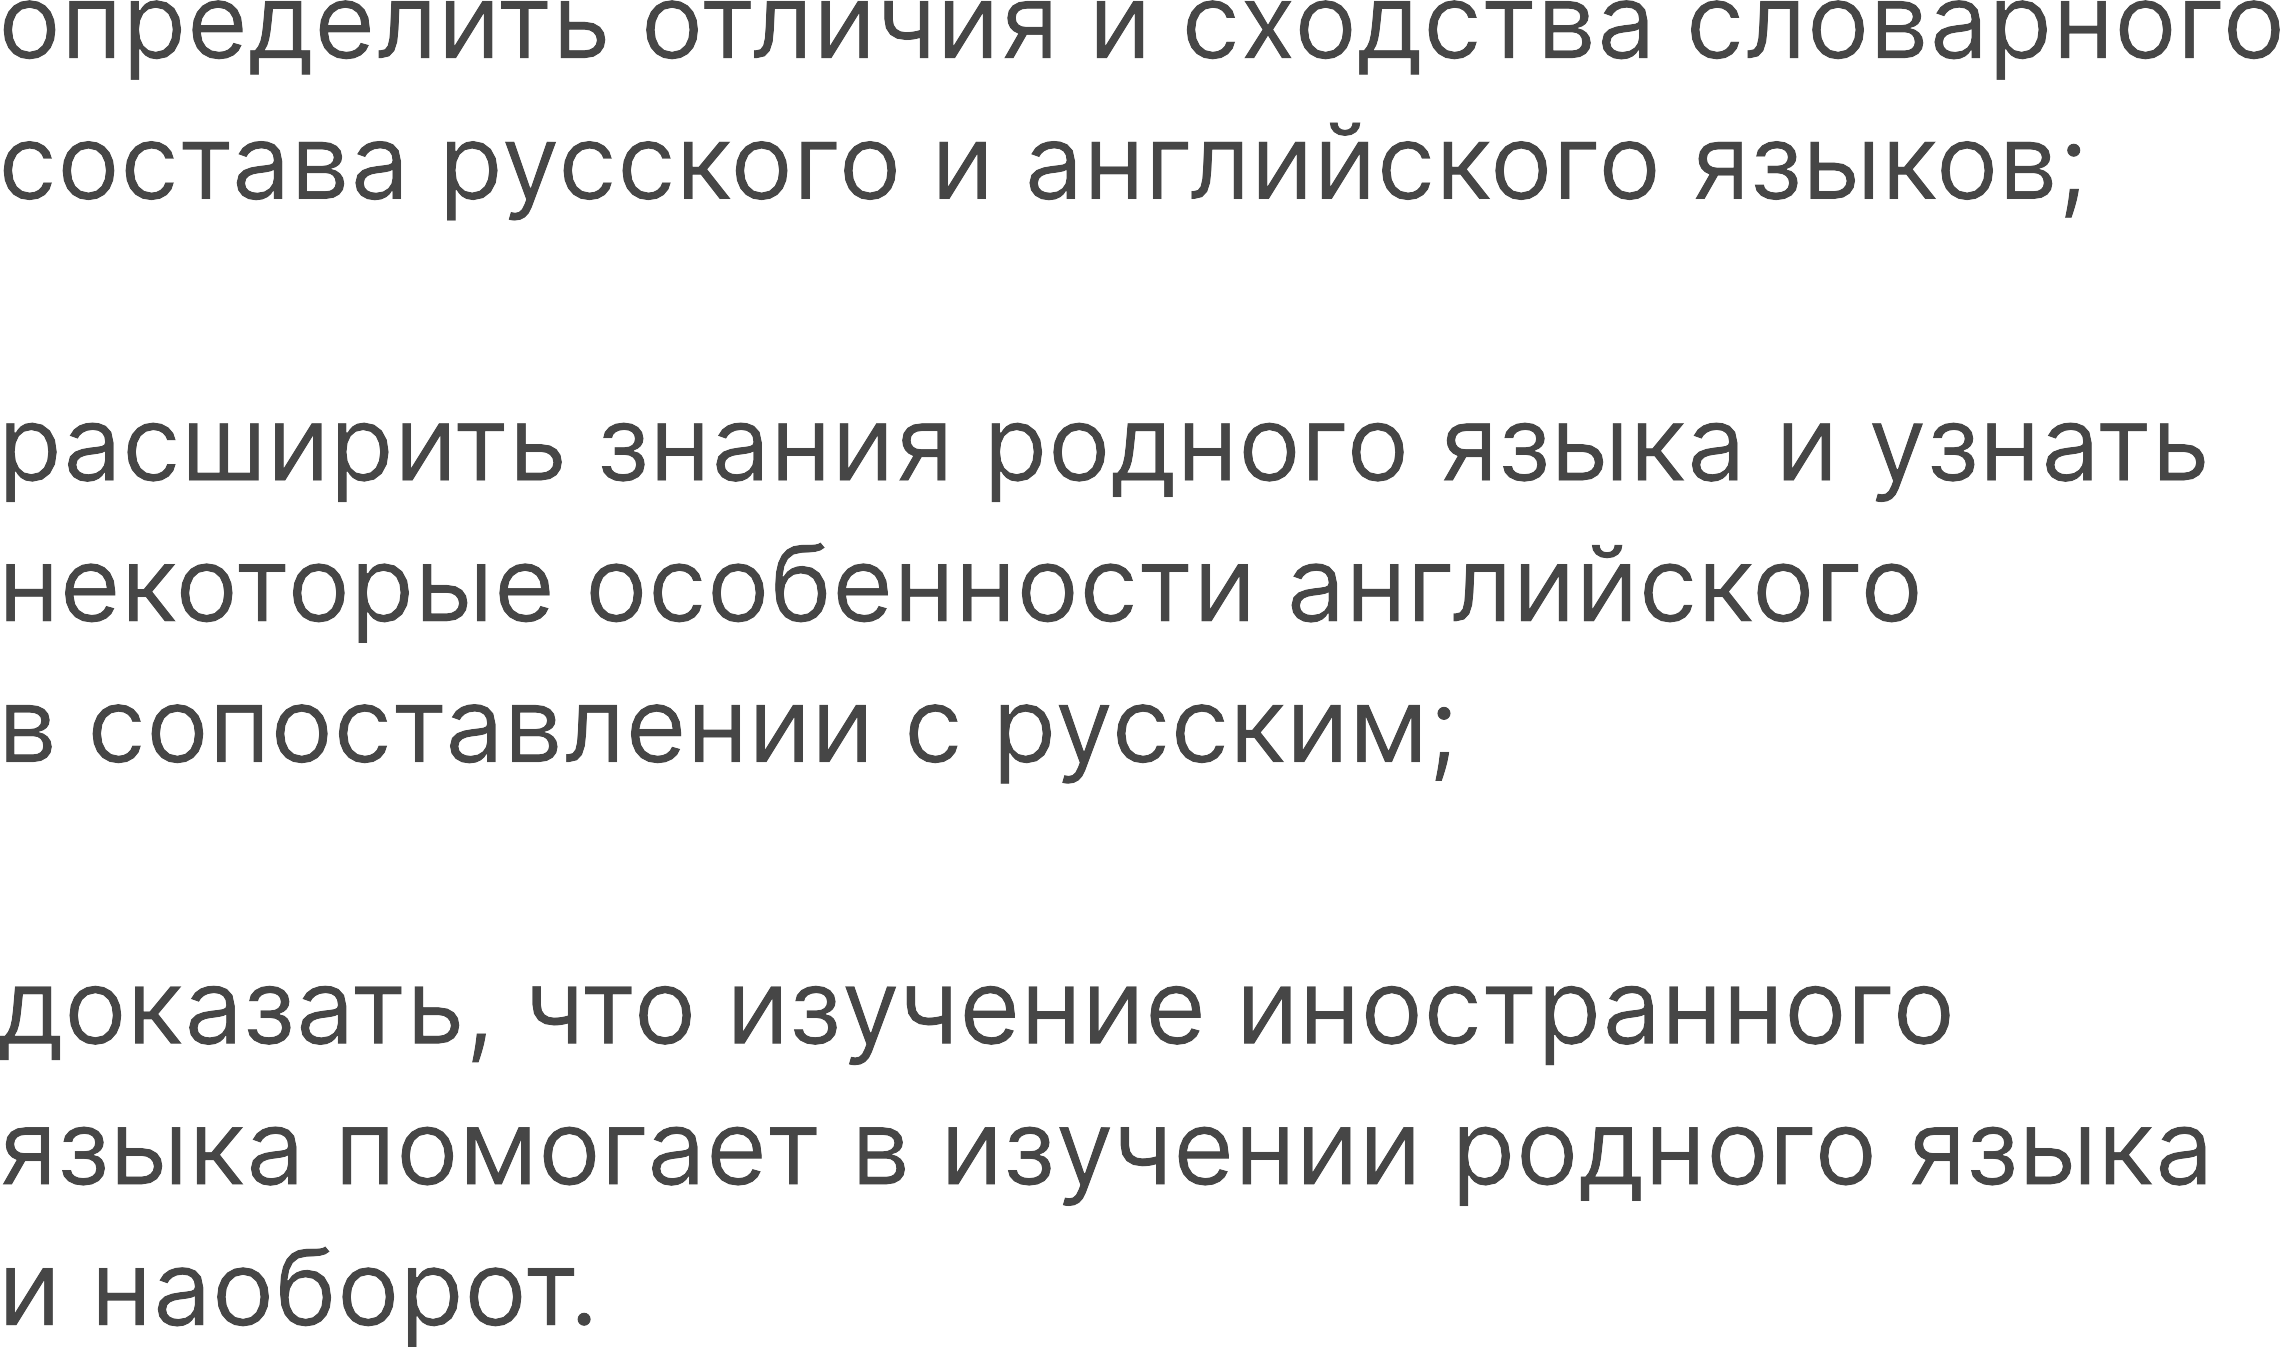 определить отличия и сходства словарного
состава русского и английского языков;
расширить знания родного языка и узнать
некоторые особенности английского
в сопоставлении с русским;
доказать, что изучение иностранного
языка помогает в изучении родного языка
и наоборот.